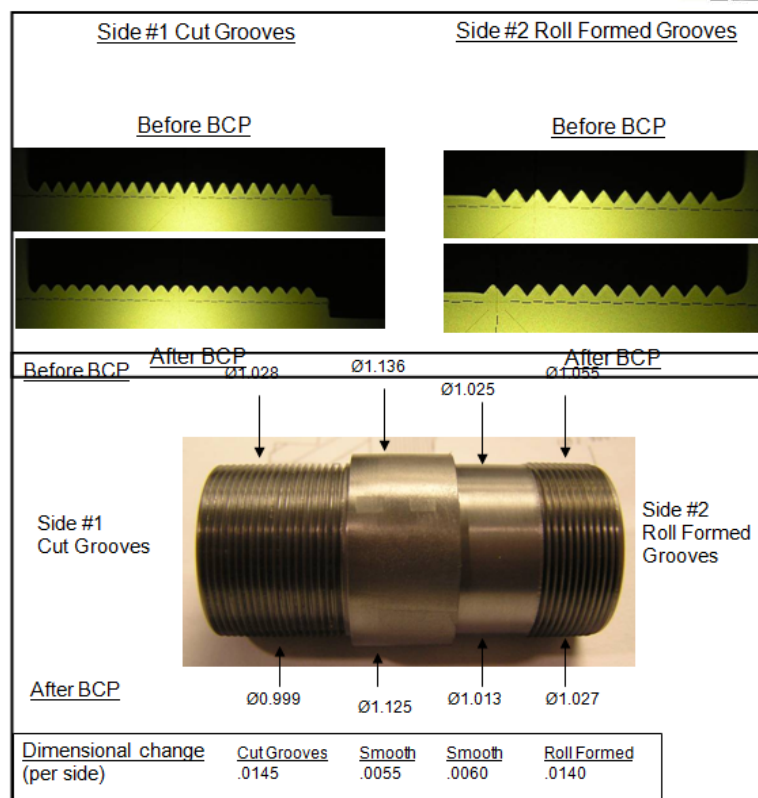 Side #1 Cut Grooves
Side #2 Roll Formed Grooves
Before BCP
Before BCP
After BCP
After BCP
Before BCP
Ø1.028
Ø1.136
Ø1.025
Ø1.055
Side #1
Cut Grooves
Side #2
Roll Formed
Grooves
After BCP
Ø0.999
Ø1.125
Ø1.013
Ø1.027
Dimensional change
(per side)
Cut Grooves
.0145
Smooth
.0055
Smooth
.0060
Roll Formed
.0140